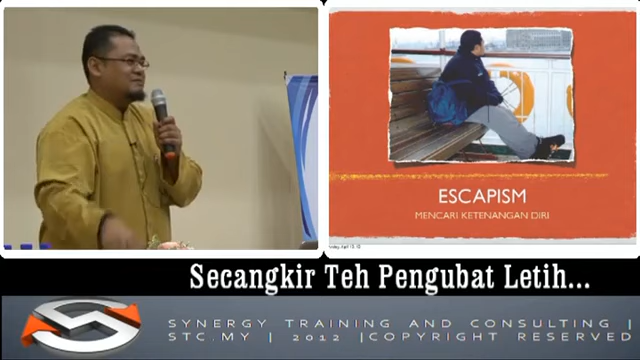 ESCAPISM
MENCARI KETENANGAN DIRI
Secangkir Teh Pengubat Letih...
SYNERGY TRAINING AND CONSULTING |
STC.MY | 2012 |COPYRIGHT RESERVED